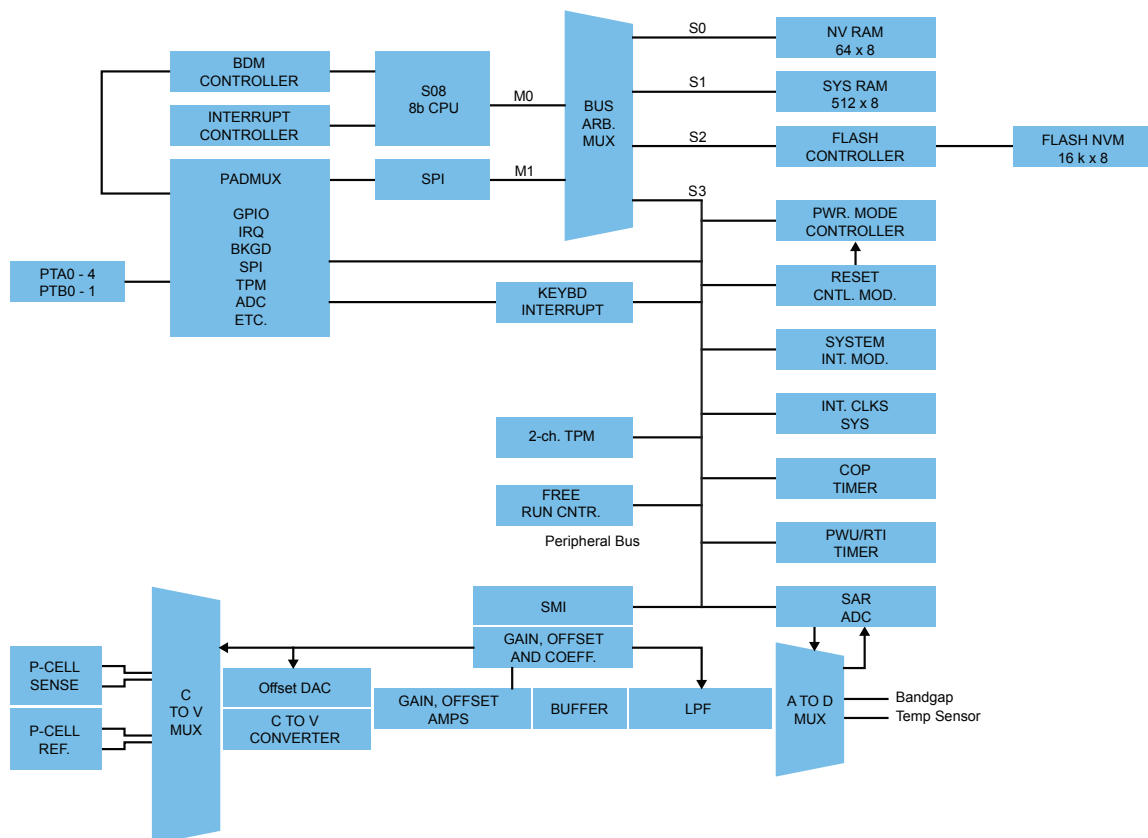 S0
NV RAM
64 x 8
BDM
CONTROLLER
S08
8b CPU
S1
SYS RAM
512 x 8
M0
BUS
ARB.
MUX
INTERRUPT
CONTROLLER
S2
FLASH
CONTROLLER
FLASH NVM
16 k x 8
PADMUX
GPIO
IRQ
BKGD
SPI
TPM
ADC
ETC.
SPI
M1
S3
PWR. MODE
CONTROLLER
PTA0 - 4
PTB0 - 1
RESET
CNTL. MOD.
KEYBD
INTERRUPT
SYSTEM
INT. MOD.
INT. CLKS
SYS
2-ch. TPM
COP
TIMER
FREE
RUN CNTR.
Peripheral Bus
PWU/RTI
TIMER
SMI
SAR
ADC
GAIN, OFFSET
AND COEFF.
P-CELL
SENSE
P-CELL
REF.
C
TO V
MUX
Offset DAC
C TO V
CONVERTER
GAIN, OFFSET
AMPS
BUFFER
LPF
A TO D
MUX
Bandgap
Temp Sensor